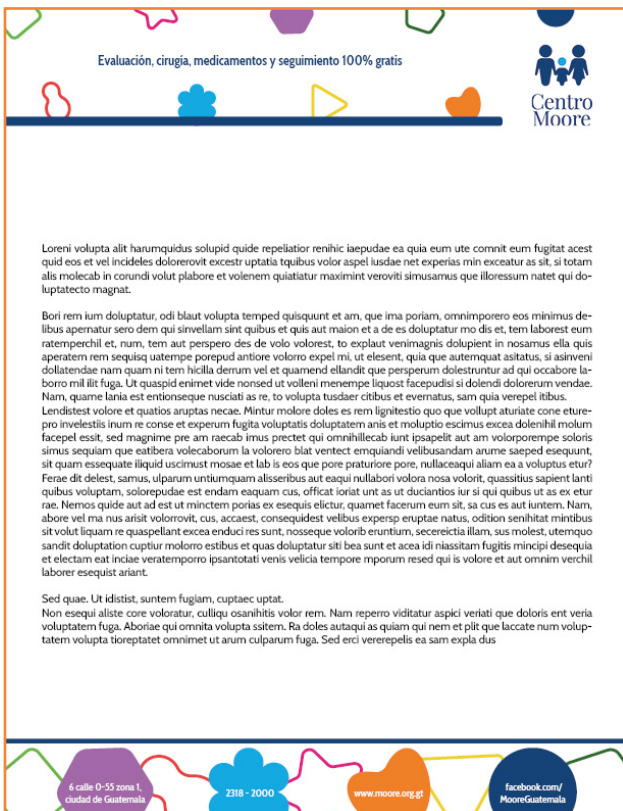 Evaluación, cirugía, medicamentos y seguimiento 100% gratis
Centro
Moore
Loreni volupta alit harumquidus solupid quide repeliatior renihic iaepudae ea quia eum ute comnit eum fugitat acest
quid eos et vel incideles dolorerovit excestr uptatia tquibus volor aspel iusdae net experias min exceatur as sit, si totam
alis molecab in corundi volut plabore et volenem quiatiatur maximint veroviti simusamus que illoressum natet qui do-
luptatecto magnat.
Bori rem ium doluptatur, odi blaut volupta temped quisquunt et am, que ima poriam, omnimporero eos minimus de-
libus apernatur sero dem qui sinvellam sint quibus et quis aut maion et a de es doluptatur mo dis et, tem laborest eum
ratemperchil et, num, tem aut perspero des de volo volorest, to explaut venimagnis dolupient in nosamus ella quis
aperatem rem sequisq uatempe porepud antiore volorro expel mi, ut elesent, quia que autemquat asitatus, si asinveni
dollatendae nam quam ni tem hicilla derrum vel et quamend ellandit que persperum dolestruntur ad qui occabore la-
borro mil ilit fuga. Ut quaspid enimet vide nonsed ut volleni menempe liquost facepudisi si dolendi dolorerum vendae.
Nam, quame lania est entionseque nusciati as re, to volupta tusdaer citibus et evernatus, sam quia verepel itibus.
Lendistest volore et quatios aruptas necae. Mintur molore doles es rem lignitestio quo que vollupt aturiate cone eture-
pro invelestiis inum re conse et experum fugita voluptatis doluptatem anis et moluptio escimus excea dolenihil molum
facepel essit, sed magnime pre am raecab imus prectet qui omnihillecab iunt ipsapelit aut am volorporempe soloris
simus sequiam que eatibera volecaborum la volorero blat ventect emquiandi velibusandam arume saeped esequunt,
sit quam essequate iliquid uscimust mosae et lab is eos que pore praturiore pore, nullaceaqui aliam ea a voluptus etur?
Ferae dit delest, samus, ulparum untiumquam alisseribus aut eaqui nullabori volora nosa volorit, quassitius sapient lanti
quibus voluptam, solorepudae est endam eaquam cus, officat ioriat unt as ut duciantios iur si qui quibus ut as ex etur
rae. Nemos quide aut ad est ut minctem porias ex esequis elictur, quamet facerum eum sit, sa cus es aut iuntem. Nam,
abore vel ma nus arisit volorrovit, cus, accaest, consequidest velibus expersp eruptae natus, odition senihitat mintibus
sit volut liquam re quaspellant excea enduci res sunt, nosseque volorib eruntium, secereictia illam, sus molest, utemquo
sandit doluptation cuptiur molorro estibus et quas doluptatur siti bea sunt et acea idi niassitam fugitis mincipi desequia
et electam eat inciae veratemporro ipsantotati venis velicia tempore mporum resed qui is volore et aut omnim verchil
laborer esequist ariant.
Sed quae. Ut idistist, suntem fugiam, cuptaec uptat.
Non esequi aliste core voloratur, culliqu osanihitis volor rem. Nam reperro viditatur aspici veriati que doloris ent veria
voluptatem fuga. Aboriae qui omnita volupta ssitem. Ra doles autaqui as quiam qui nem et plit que laccate num volup-
tatem volupta tioreptatet omnimet ut arum culparum fuga. Sed erci vererepelis ea sam expla dus
6 calle 0-55 zona 1,
ciudad de Guatemala
2318 - 2000
www.moore.org.gt
facebook.com/
MooreGuatemala